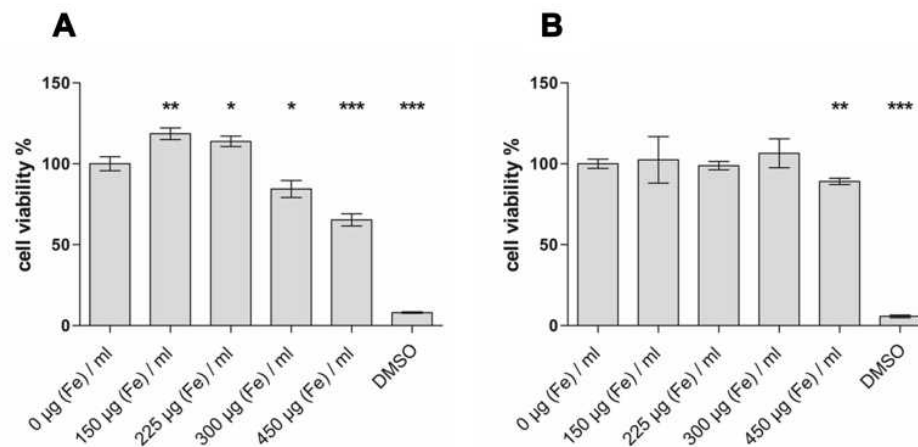 A
150
100
50
0
cell viability %
** * * *** ***
0 µg (Fe) / ml
150 µg (Fe) / ml
225 µg (Fe) / ml
300 µg (Fe) / ml
450 µg (Fe) / ml
DMSO
B
150
100
50
0
cell viability %
** ***
0 µg (Fe) / ml
150 µg (Fe) / ml
225 µg (Fe) / ml
300 µg (Fe) / ml
450 µg (Fe) / ml
DMSO